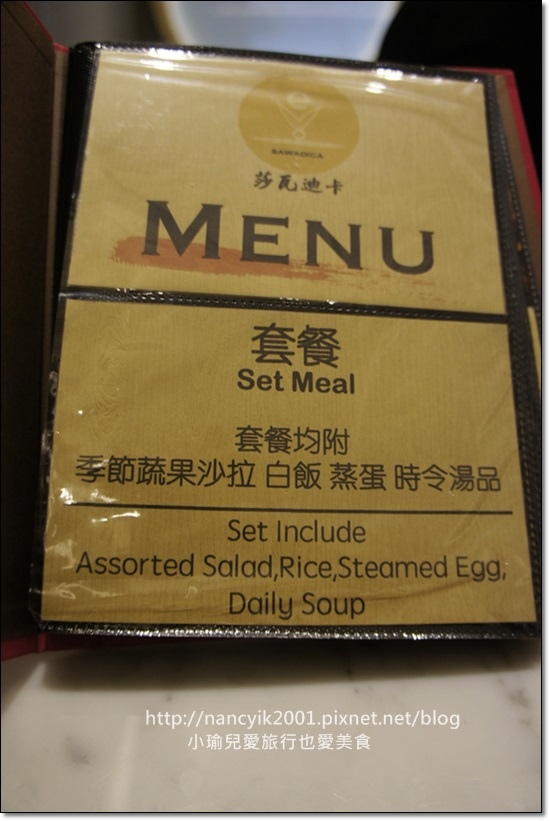 SAWADICA
莎瓦迪卡
MENU
套餐
Set Meal
套餐均附
季節蔬果沙拉 白飯 蒸蛋 時令湯品
Set Include
Assorted Salad,Rice,Steamed Egg,
Daily Soup
http://nancyik2001.pixnet.net/blog
小瑜兒愛旅行也愛美食